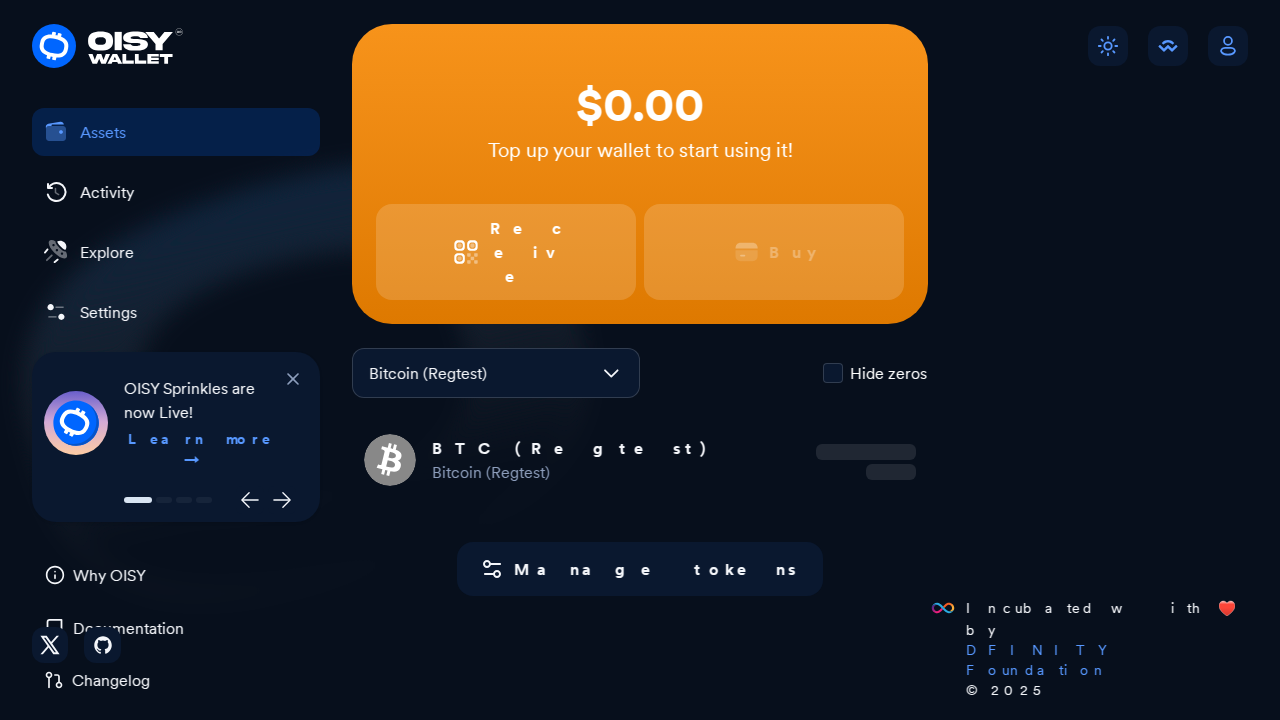 OISY
WALLET
Assets
Activity
Explore
Settings
OISY Sprinkles are
now Live!
Learn more
→
Why OISY
Documentation
Changelog
$0.00
Top up your wallet to start using it!
Rec
eiv
e
Buy
Bitcoin (Regtest)
Hide zeros
BTC (Regtest)
Bitcoin (Regtest)
Manage tokens
Incubated with ❤️
by
DFINITY
Foundation
© 2025